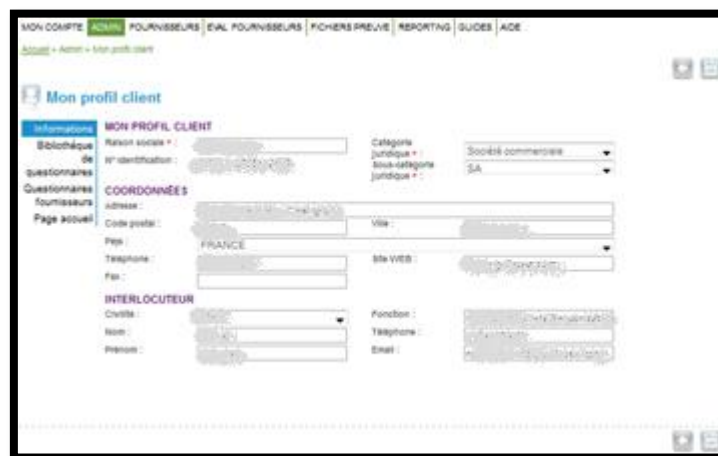 MON COMPTE ADMIN FOURNISSEURS EVAL FOURNISSEURS FICHIERS PREUVE REPORTING GUIDES AIDE
Accueil » Admin » Mon profil client
Mon profil client
Informations
Bibliothèque
de
questionnaires
Questionnaires
fournisseurs
Page accueil
MON PROFIL CLIENT
Raison sociale * :
Catégorie
juridique * :
Société commerciale
N° identification :
Sous-catégorie
juridique * :
SA
COORDONNÉES
Adresse :
Code postal :
Ville :
Pays :
FRANCE
Téléphone :
Site WEB :
Fax :
INTERLOCUTEUR
Civilité :
Fonction :
Nom :
Téléphone :
Prénom :
Email :